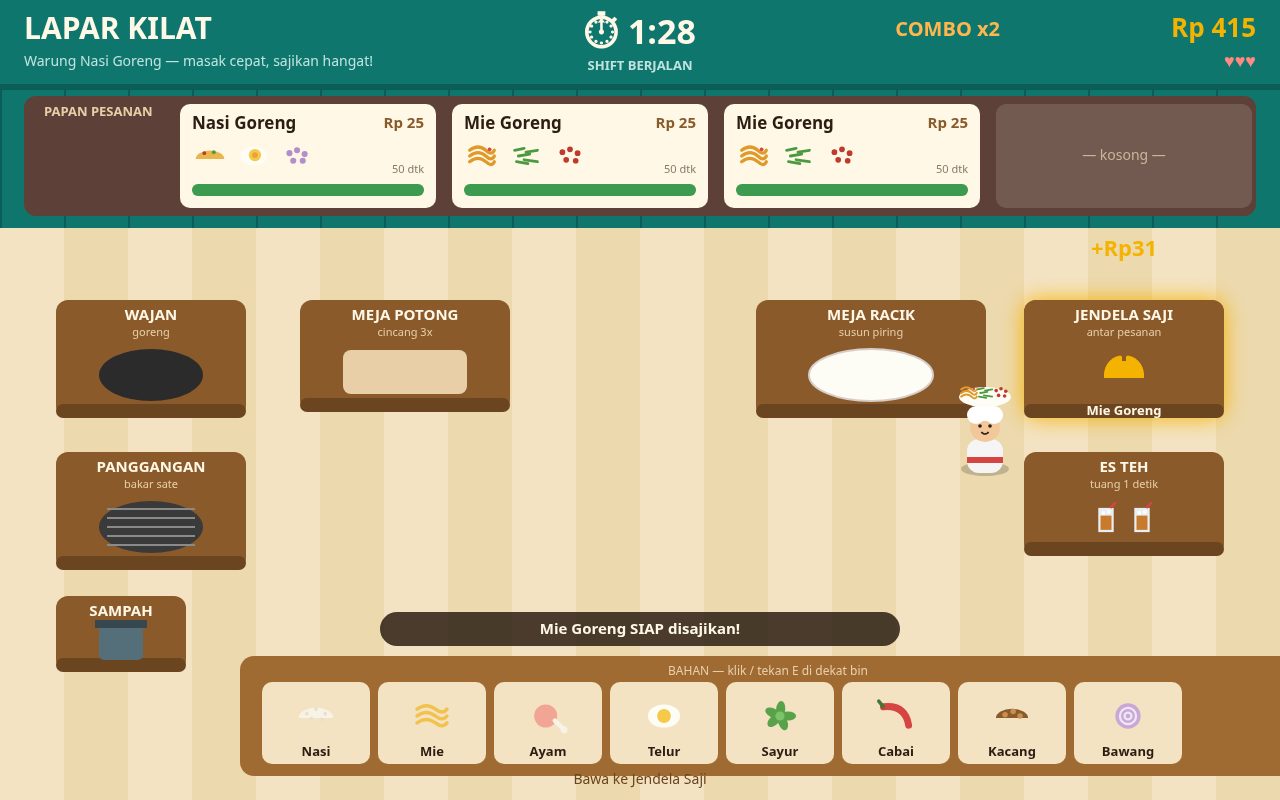 LAPAR KILAT
Warung Nasi Goreng — masak cepat, sajikan hangat!
1:28
SHIFT BERJALAN
COMBO x2
Rp 415
♥♥♥
PAPAN PESANAN
Nasi Goreng
Rp 25
50 dtk
Mie Goreng
Rp 25
50 dtk
Mie Goreng
Rp 25
50 dtk
— kosong —
+Rp31
WAJAN
goreng
MEJA POTONG
cincang 3x
MEJA RACIK
susun piring
JENDELA SAJI
antar pesanan
Mie Goreng
PANGGANGAN
bakar sate
ES TEH
tuang 1 detik
SAMPAH
Mie Goreng SIAP disajikan!
BAHAN — klik / tekan E di dekat bin
Nasi
Mie
Ayam
Telur
Sayur
Cabai
Kacang
Bawang
Bawa ke Jendela Saji